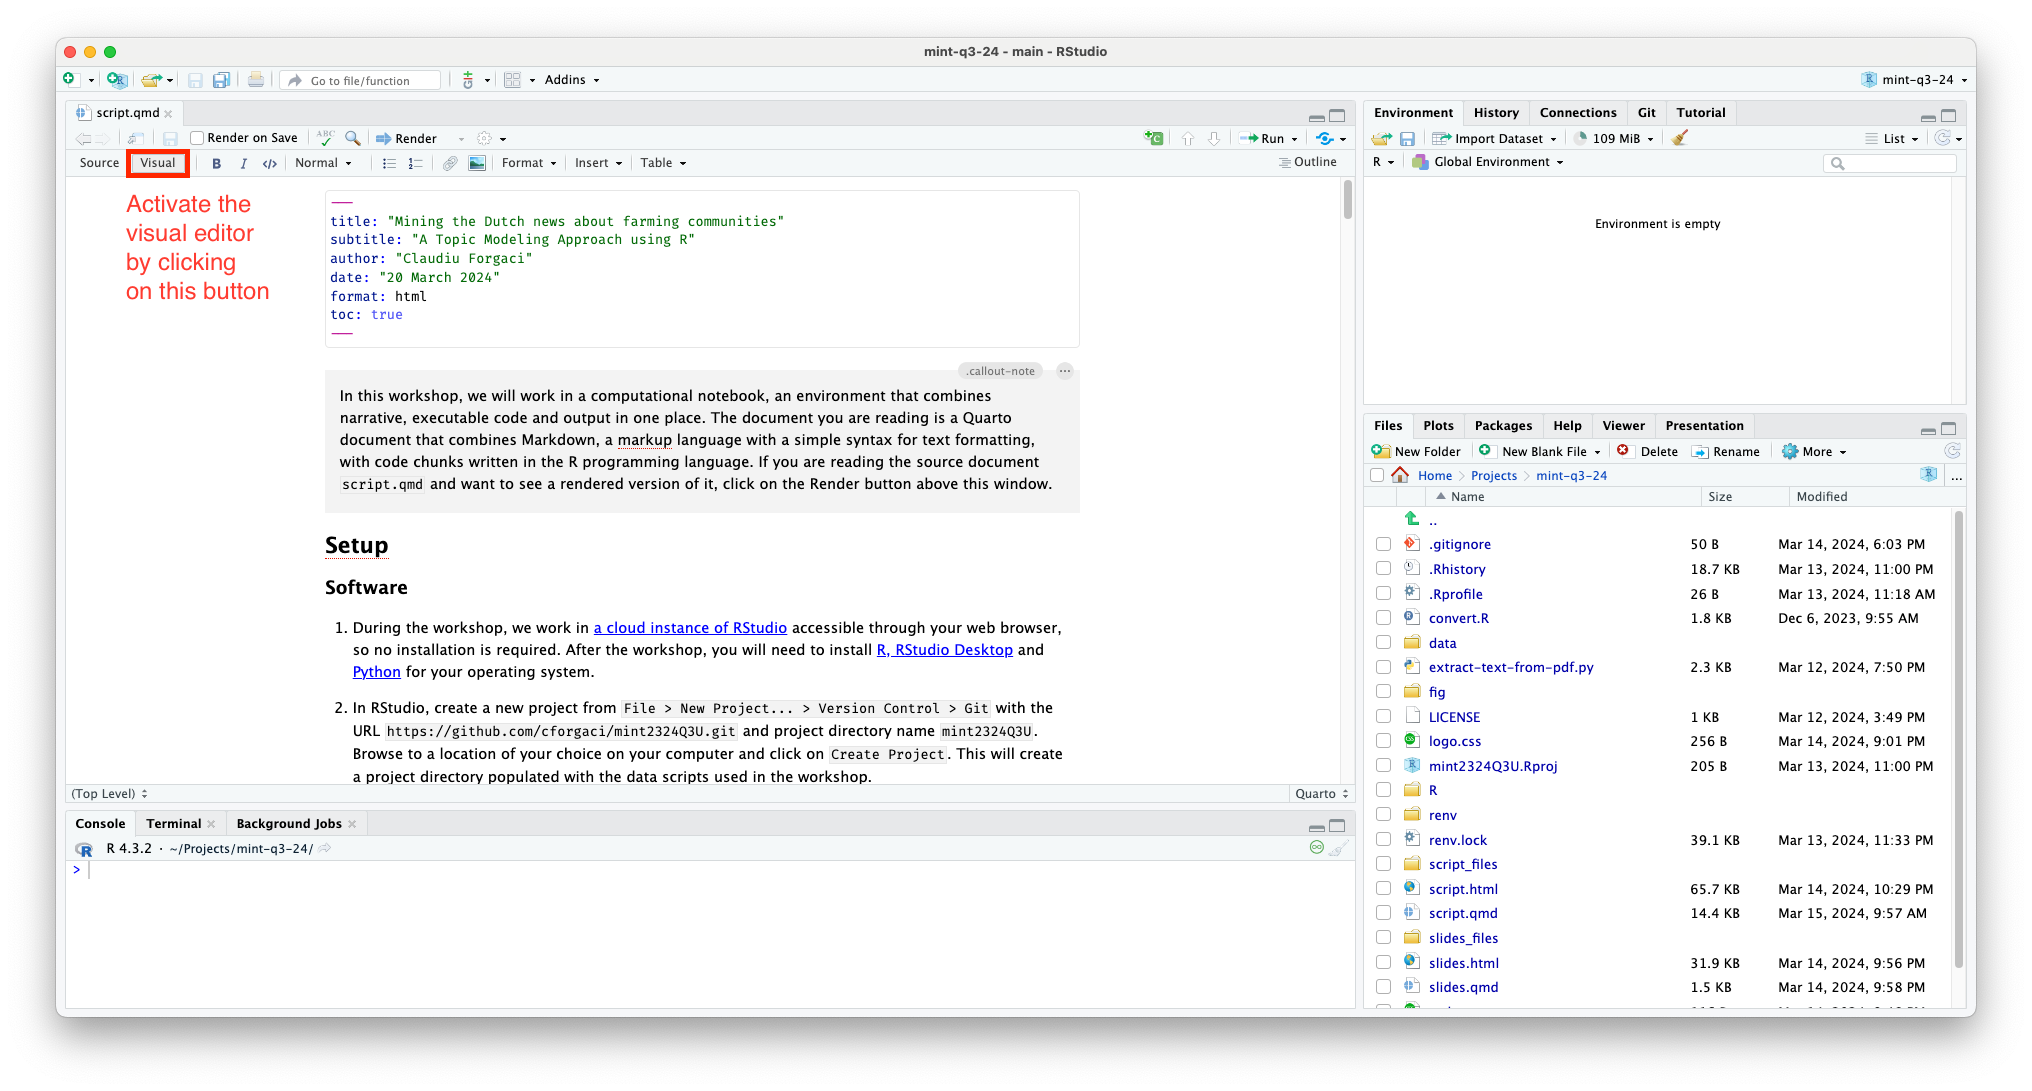 mint-q3-24 - main - RStudio
Go to file/function
Addins
mint-q3-24
script.qmd
Render on Save
ABC
Render
Run
Source
Visual
B
I
</>
Normal
Format
Insert
Table
Outline
Activate the
visual editor
by clicking
on this button
---
title: "Mining the Dutch news about farming communities"
subtitle: "A Topic Modeling Approach using R"
author: "Claudiu Forgaci"
date: "20 March 2024"
format: html
toc: true
---
.callout-note
In this workshop, we will work in a computational notebook, an environment that combines
narrative, executable code and output in one place. The document you are reading is a Quarto
document that combines Markdown, a markup language with a simple syntax for text formatting,
with code chunks written in the R programming language. If you are reading the source document
script.qmd and want to see a rendered version of it, click on the Render button above this window.
Setup
Software
1. During the workshop, we work in a cloud instance of RStudio accessible through your web browser,
so no installation is required. After the workshop, you will need to install R, RStudio Desktop and
Python for your operating system.
2. In RStudio, create a new project from File > New Project... > Version Control > Git with the
URL https://github.com/cforgaci/mint2324Q3U.git and project directory name mint2324Q3U.
Browse to a location of your choice on your computer and click on Create Project. This will create
a project directory populated with the data scripts used in the workshop.
(Top Level)
Quarto
Console
Terminal
Background Jobs
R 4.3.2 · ~/Projects/mint-q3-24/
>
Environment
History
Connections
Git
Tutorial
Import Dataset
109 MiB
List
R
Global Environment
Environment is empty
Files
Plots
Packages
Help
Viewer
Presentation
New Folder
New Blank File
Delete
Rename
More
Home
Projects
mint-q3-24
...
Name Size Modified
..
.gitignore 50 B Mar 14, 2024, 6:03 PM
.Rhistory 18.7 KB Mar 13, 2024, 11:00 PM
.Rprofile 26 B Mar 13, 2024, 11:18 AM
convert.R 1.8 KB Dec 6, 2023, 9:55 AM
data
extract-text-from-pdf.py 2.3 KB Mar 12, 2024, 7:50 PM
fig
LICENSE 1 KB Mar 12, 2024, 3:49 PM
logo.css 256 B Mar 14, 2024, 9:01 PM
mint2324Q3U.Rproj 205 B Mar 13, 2024, 11:00 PM
R
renv
renv.lock 39.1 KB Mar 13, 2024, 11:33 PM
script_files
script.html 65.7 KB Mar 14, 2024, 10:29 PM
script.qmd 14.4 KB Mar 15, 2024, 9:57 AM
slides_files
slides.html 31.9 KB Mar 14, 2024, 9:56 PM
slides.qmd 1.5 KB Mar 14, 2024, 9:58 PM